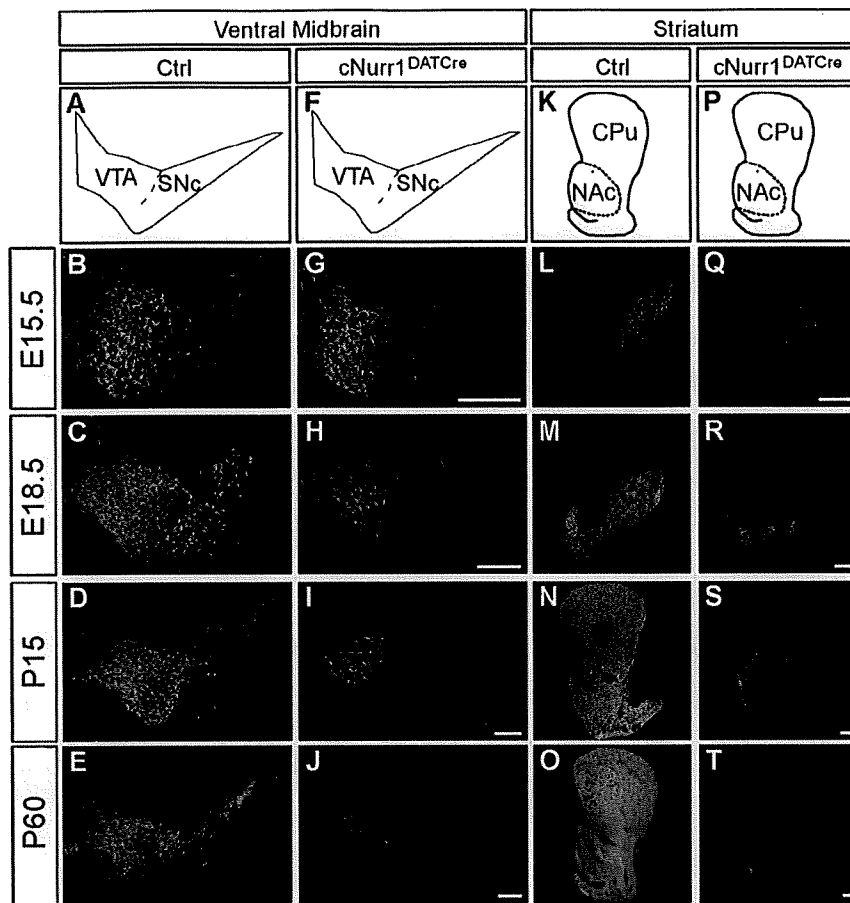 Ventral Midbrain Striatum
Ctrl cNurr1DATCre Ctrl cNurr1DATCre
A F K P
VTA SNc VTA SNc CPu NAc CPu NAc
E15.5 B G L Q
E18.5 C H M R
P15 D I N S
P60 E J O T